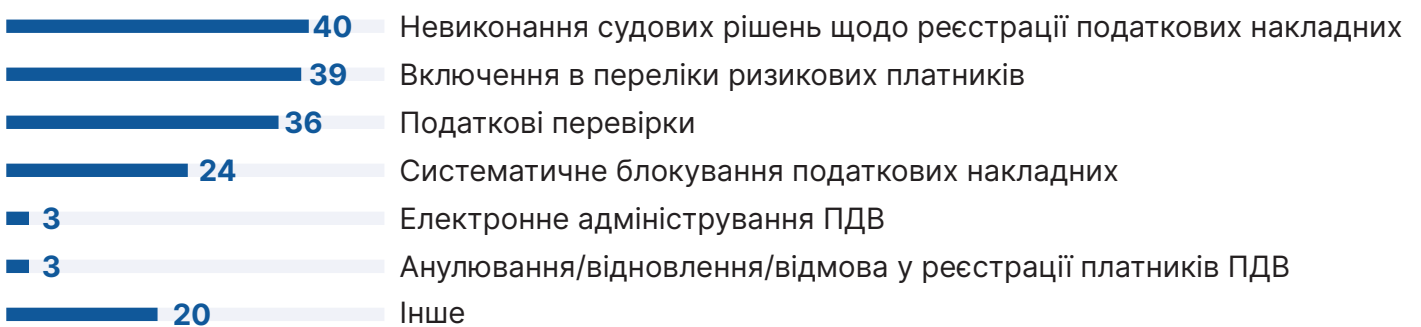 40 Невиконання судових рішень щодо реєстрації податкових накладних
39 Включення в переліки ризикових платників
36 Податкові перевірки
24 Систематичне блокування податкових накладних
3 Електронне адміністрування ПДВ
3 Анулювання/відновлення/відмова у реєстрації платників ПДВ
20 Інше